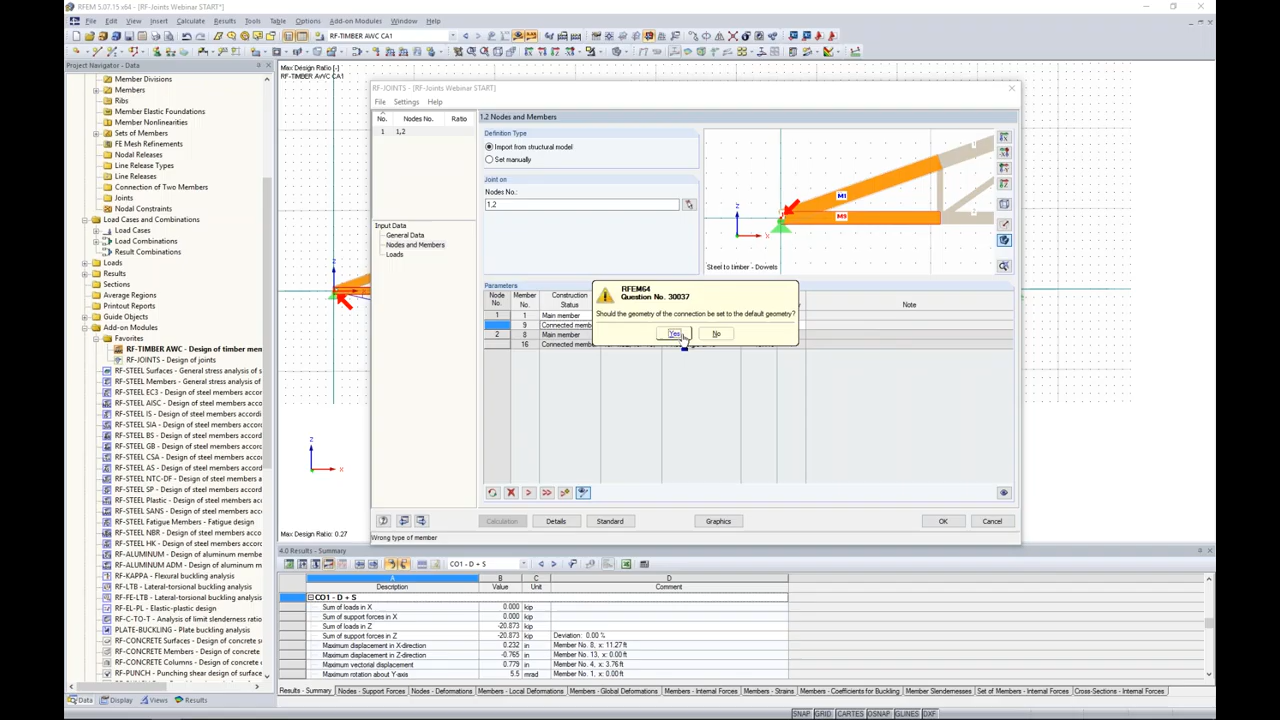 RFEM 5.07.15 x64 - [RF-Joints Webinar START*]
File Edit View Insert Calculate Results Tools Table Options Add-on Modules Window Help
RF-TIMBER AWC CA1
Project Navigator - Data
Member Divisions
Members
Ribs
Member Elastic Foundations
Member Nonlinearities
Sets of Members
FE Mesh Refinements
Nodal Releases
Line Release Types
Line Releases
Connection of Two Members
Joints
Nodal Constraints
Load Cases and Combinations
Load Cases
Load Combinations
Result Combinations
Loads
Results
Sections
Average Regions
Printout Reports
Guide Objects
Add-on Modules
Favorites
RF-TIMBER AWC - Design of timber mem
RF-JOINTS - Design of joints
RF-STEEL Surfaces - General stress analysis of st
RF-STEEL Members - General stress analysis of st
RF-STEEL EC3 - Design of steel members accord
RF-STEEL AISC - Design of steel members accord
RF-STEEL IS - Design of steel members accordi
RF-STEEL SIA - Design of steel members accordi
RF-STEEL BS - Design of steel members accordi
RF-STEEL GB - Design of steel members accordi
RF-STEEL CSA - Design of steel members accord
RF-STEEL AS - Design of steel members accordi
RF-STEEL NTC-DF - Design of steel members acc
RF-STEEL SP - Design of steel members accordi
RF-STEEL Plastic - Design of steel members acc
RF-STEEL SANS - Design of steel members acco
RF-STEEL Fatigue Members - Fatigue design
RF-STEEL NBR - Design of steel members accor
RF-STEEL HK - Design of steel members accordi
RF-ALUMINUM - Design of aluminum members
RF-ALUMINUM ADM - Design of aluminum memb
RF-KAPPA - Flexural buckling analysis
RF-LTB - Lateral-torsional buckling analysis
RF-FE-LTB - Lateral-torsional buckling analysis
RF-EL-PL - Elastic-plastic design
RF-C-TO-T - Analysis of limit slenderness ratio
PLATE-BUCKLING - Plate buckling analysis
RF-CONCRETE Surfaces - Design of concrete s
RF-CONCRETE Members - Design of concrete m
RF-CONCRETE Columns - Design of concrete co
RF-PUNCH - Punching shear design of concrete
Data Display Views Results
Max Design Ratio [-]
RF-TIMBER AWC CA1
Max Design Ratio: 0.27
RF-JOINTS - [RF-Joints Webinar START*]
File Settings Help
No. Nodes No. Ratio
1 1,2
Input Data
General Data
Nodes and Members
Loads
1.2 Nodes and Members
Definition Type
Import from structural model
Set manually
Joint on
Nodes No.:
1,2
M1
M9
Z
X
Steel to timber - Dowels
Parameters
Node No. Member No. Construction Status Note
1 1 Main member
9 Connected memb
2 8 Main member
16 Connected memb
RFEM64
Question No. 30037
Should the geometry of the connection be set to the default geometry?
Yes No
Calculation Details Standard Graphics OK Cancel
Wrong type of member
4.0 Results - Summary
CO1 - D + S
A B C D
Description Value Unit Comment
CO1 - D + S
Sum of loads in X 0.000 kip
Sum of support forces in X 0.000 kip
Sum of loads in Z -20.873 kip
Sum of support forces in Z -20.873 kip Deviation: 0.00 %
Maximum displacement in X-direction 0.232 in Member No. 8, x: 11.27 ft
Maximum displacement in Z-direction -0.765 in Member No. 13, x: 0.00 ft
Maximum vectorial displacement 0.779 in Member No. 4, x: 3.76 ft
Maximum rotation about Y-axis 5.5 mrad Member No. 1, x: 0.00 ft
Results - Summary Nodes - Support Forces Nodes - Deformations Members - Local Deformations Members - Global Deformations Members - Internal Forces Members - Strains Members - Coefficients for Buckling Member Slendernesses Set of Members - Internal Forces Cross-Sections - Internal Forces
SNAP GRID CARTES OSNAP GLINES DXF